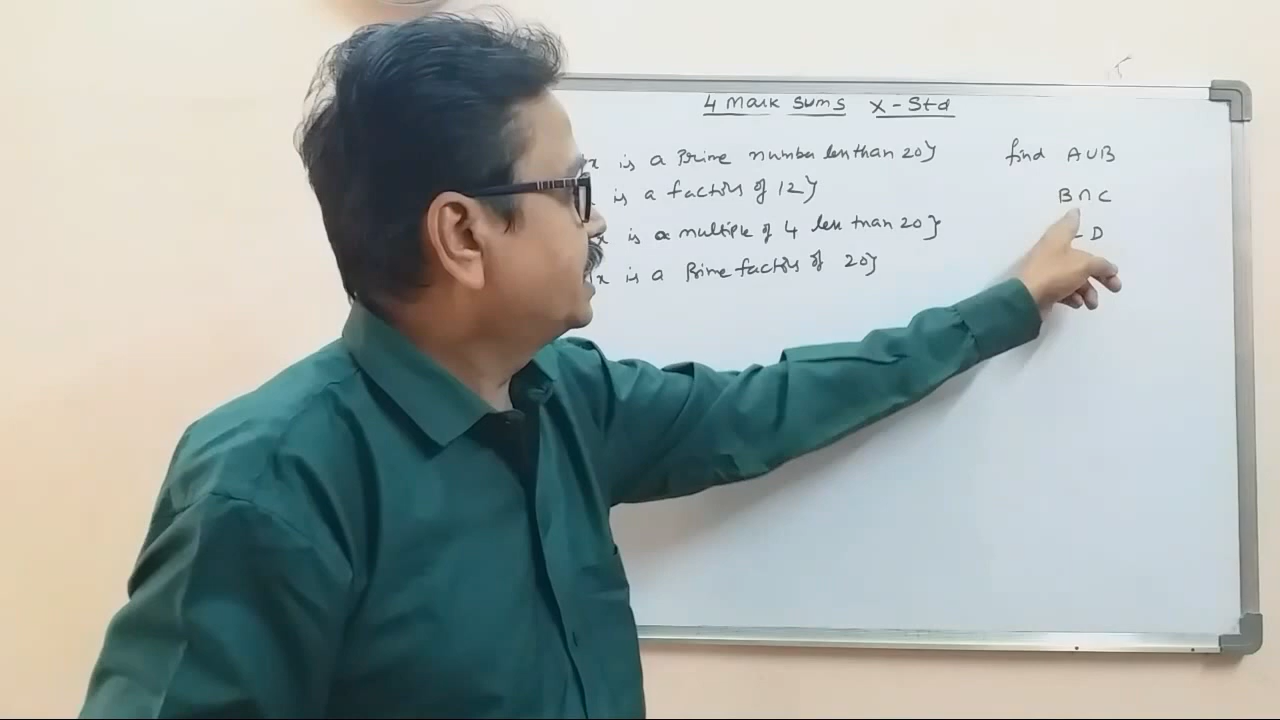 4 Mark Sums X-Std
x is a Prime number less than 20}
find A∪B
is a factors of 12}
B∩C
x is a multiple of 4 less than 20}
- D
x is a Prime factors of 20}